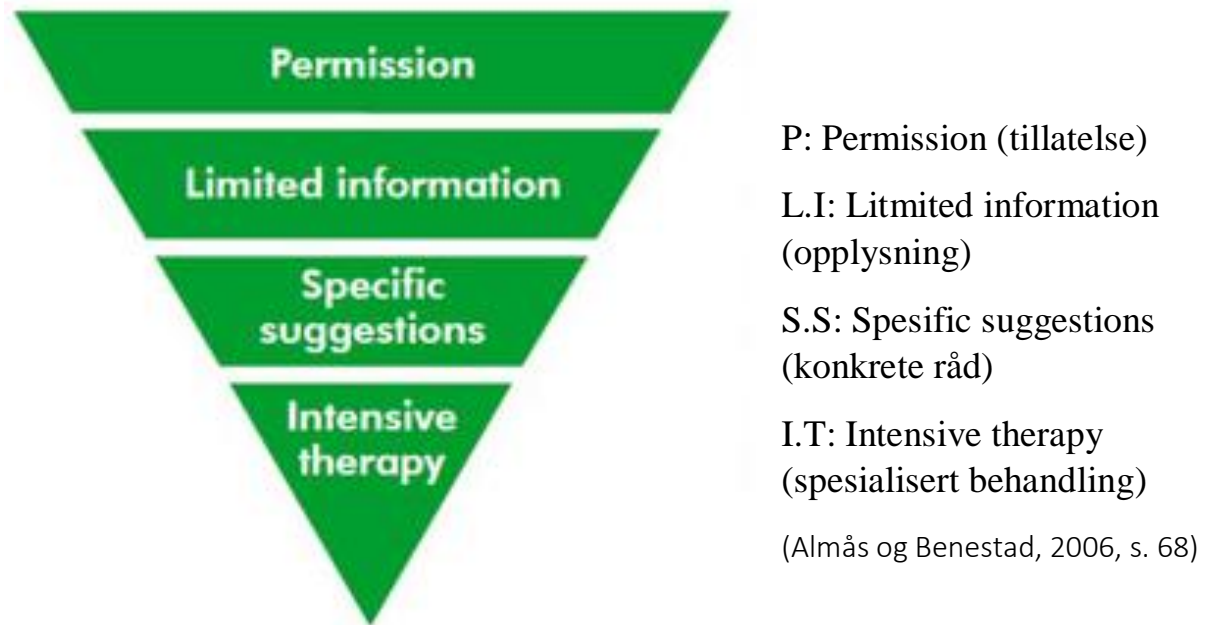 Permission
Limited information
Specific
suggestions
Intensive
therapy
P: Permission (tillatelse)
L.I: Litmited information
(opplysning)
S.S: Spesific suggestions
(konkrete råd)
I.T: Intensive therapy
(spesialisert behandling)
(Almås og Benestad, 2006, s. 68)